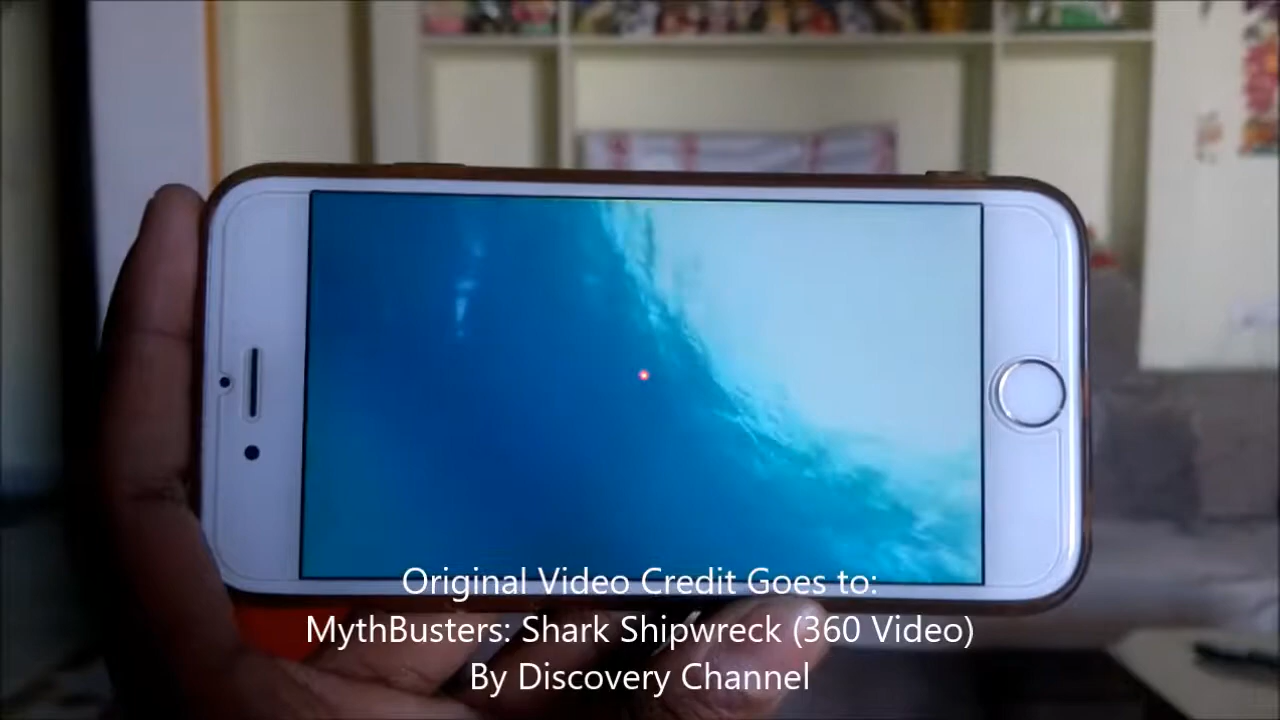 Original Video Credit Goes to:
MythBusters: Shark Shipwreck (360 Video)
By Discovery Channel